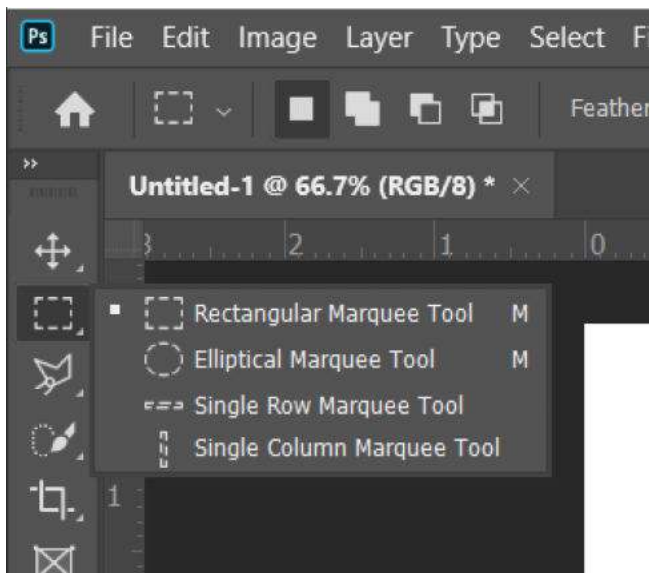 Ps File Edit Image Layer Type Select
Feather
Untitled-1 @ 66.7% (RGB/8) * ×
3 2 1 0
Rectangular Marquee Tool M
Elliptical Marquee Tool M
Single Row Marquee Tool
Single Column Marquee Tool
1